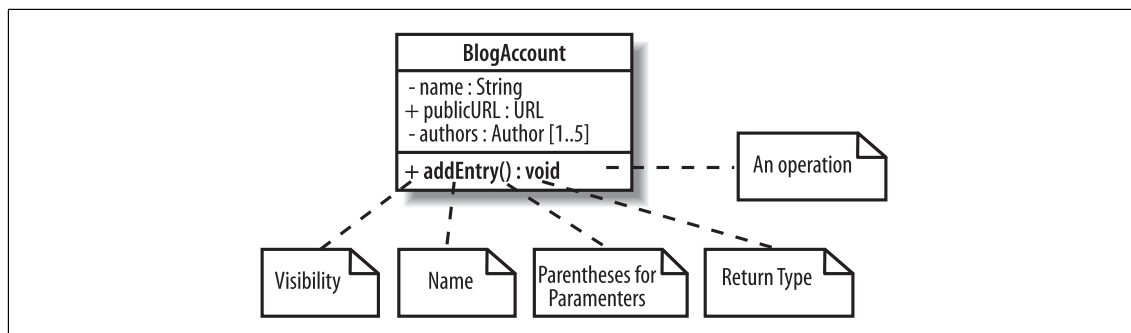 BlogAccount
- name : String
+ publicURL : URL
- authors : Author [1..5]
+ addEntry() : void
An operation
Visibility
Name
Parentheses for
Paramenters
Return Type